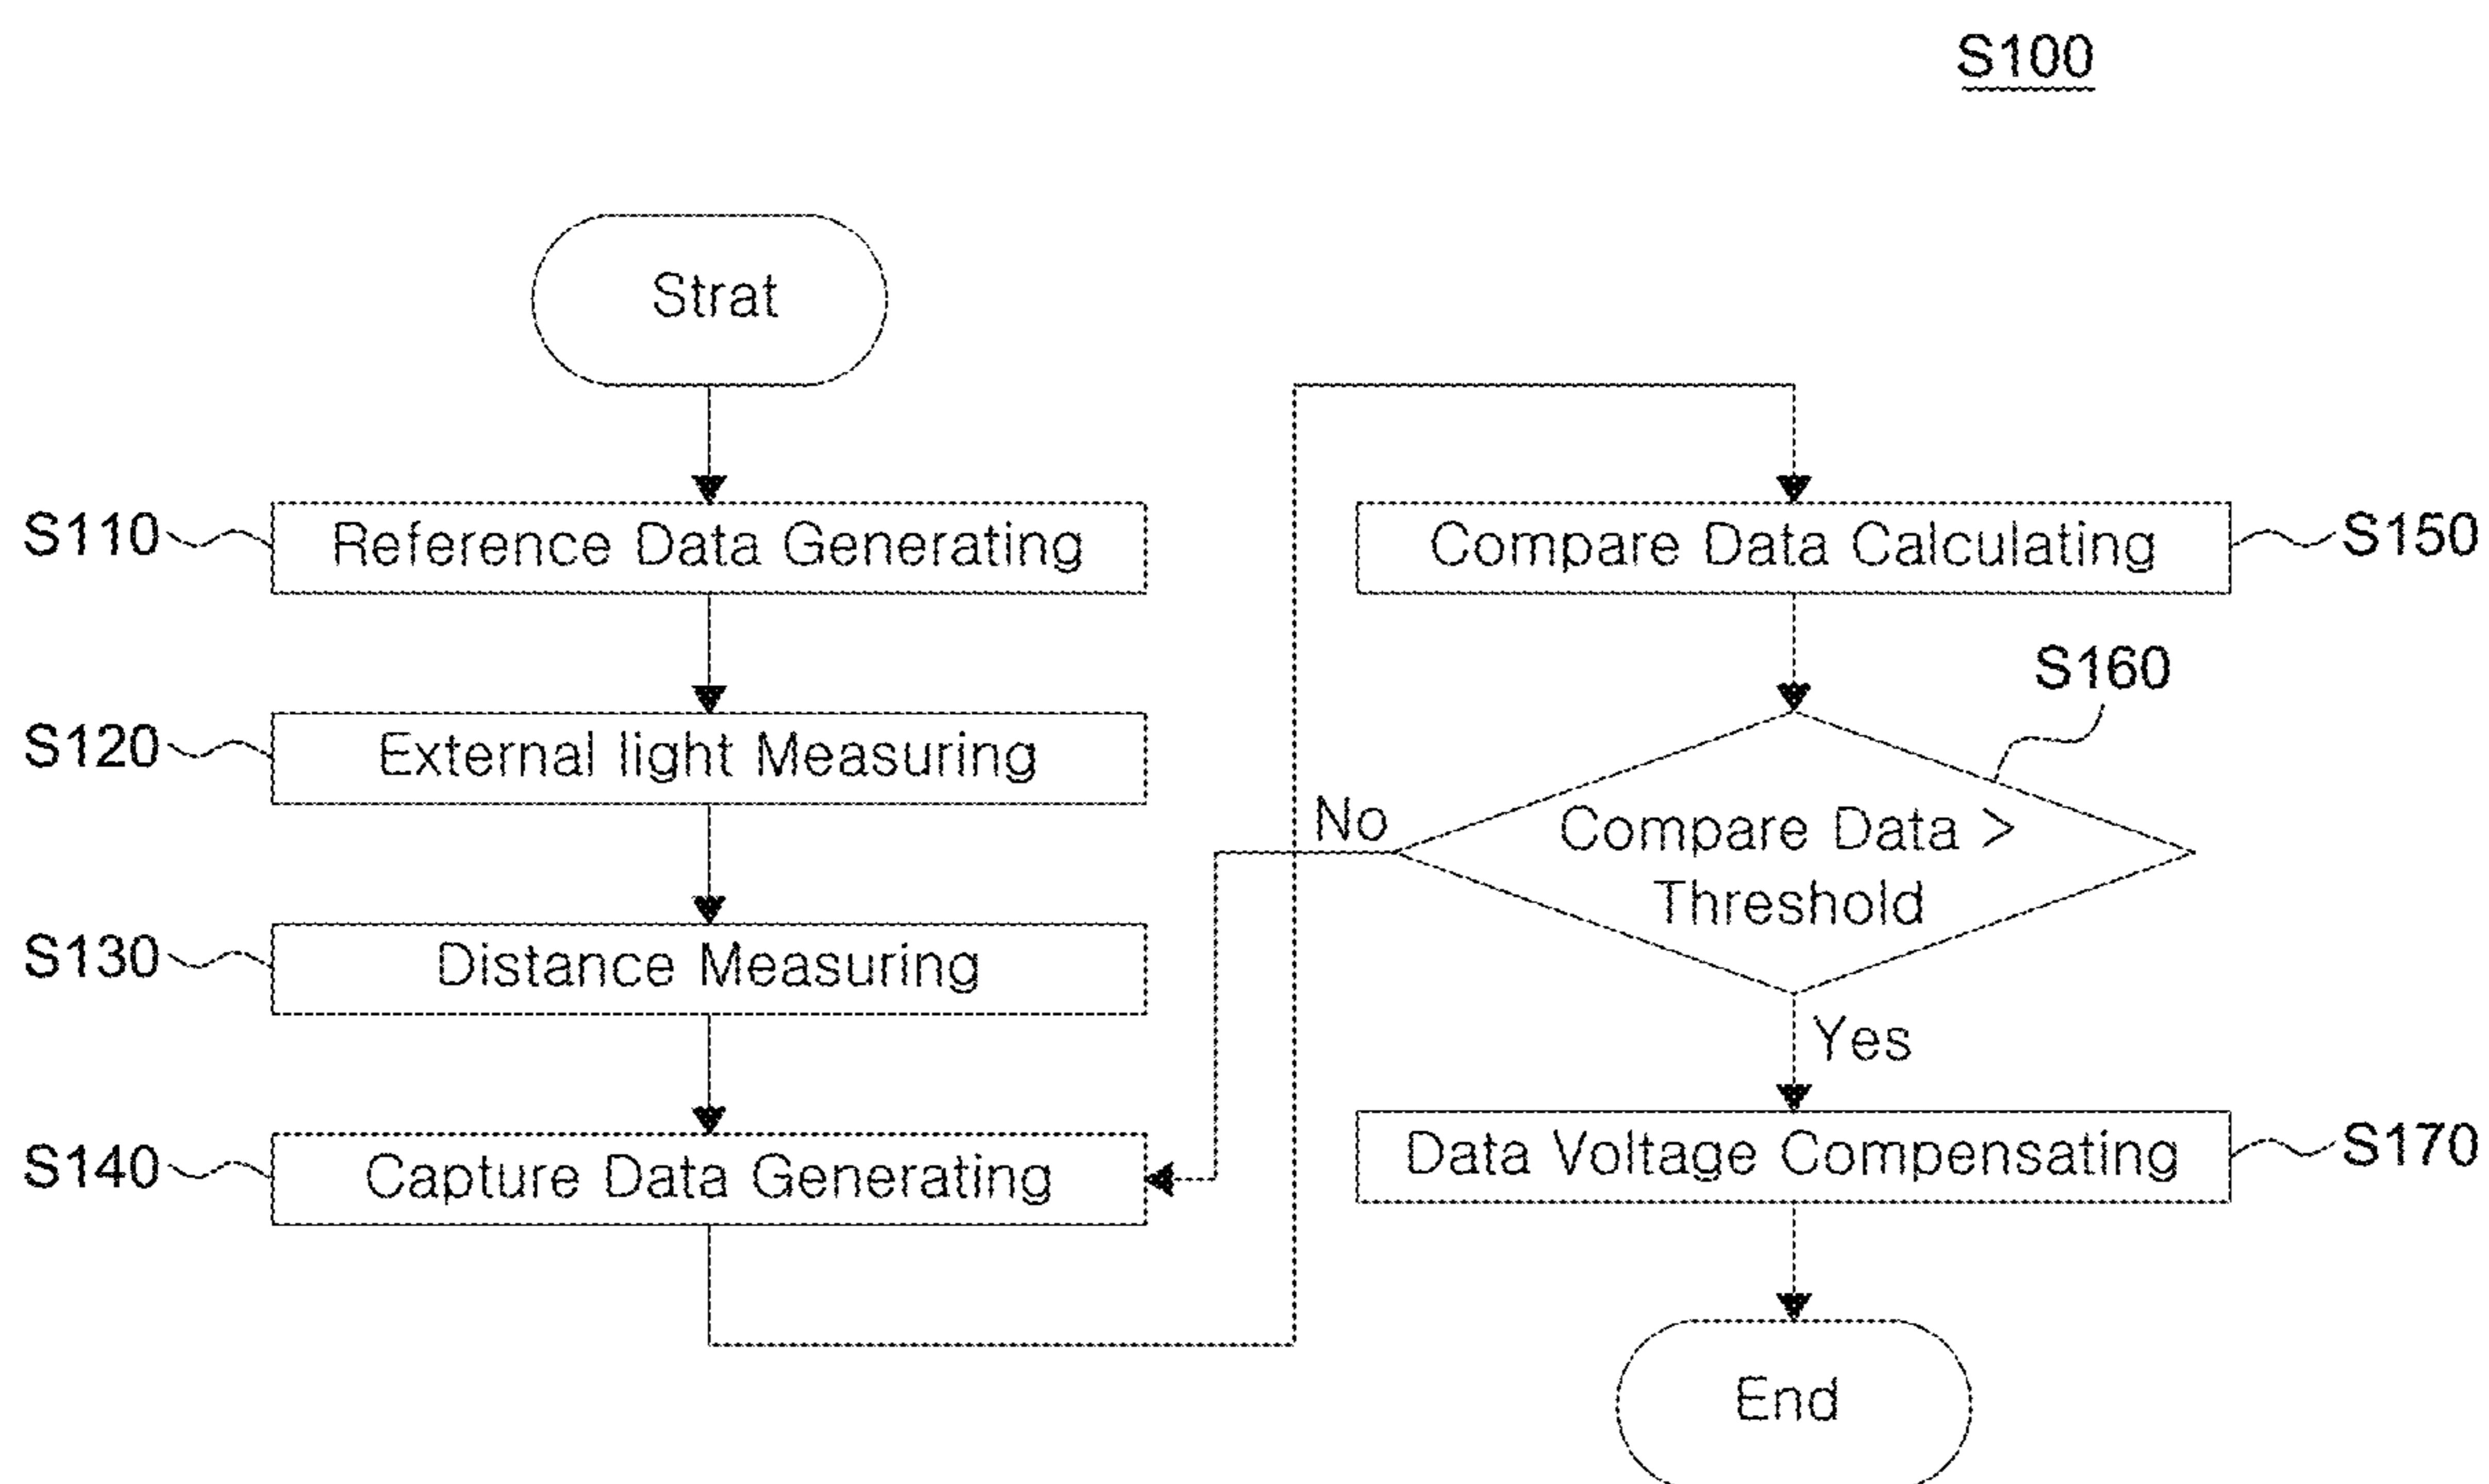 S100
Strat
S110
Reference Data Generating
S120
External light Measuring
S130
Distance Measuring
S140
Capture Data Generating
Compare Data Calculating
S150
S160
Compare Data >
Threshold
No
Yes
Data Voltage Compensating
S170
End